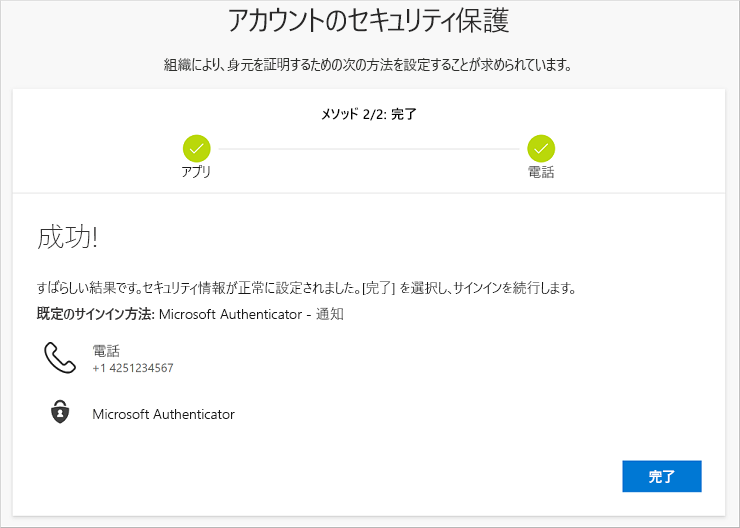 アカウントのセキュリティ保護
組織により、身元を証明するための次の方法を設定することが求められています。
メソッド 2/2: 完了
アプリ
電話
成功!
すばらしい結果です。セキュリティ情報が正常に設定されました。[完了] を選択し、サインインを続行します。
既定のサインイン方法: Microsoft Authenticator - 通知
電話
+1 4251234567
Microsoft Authenticator
完了